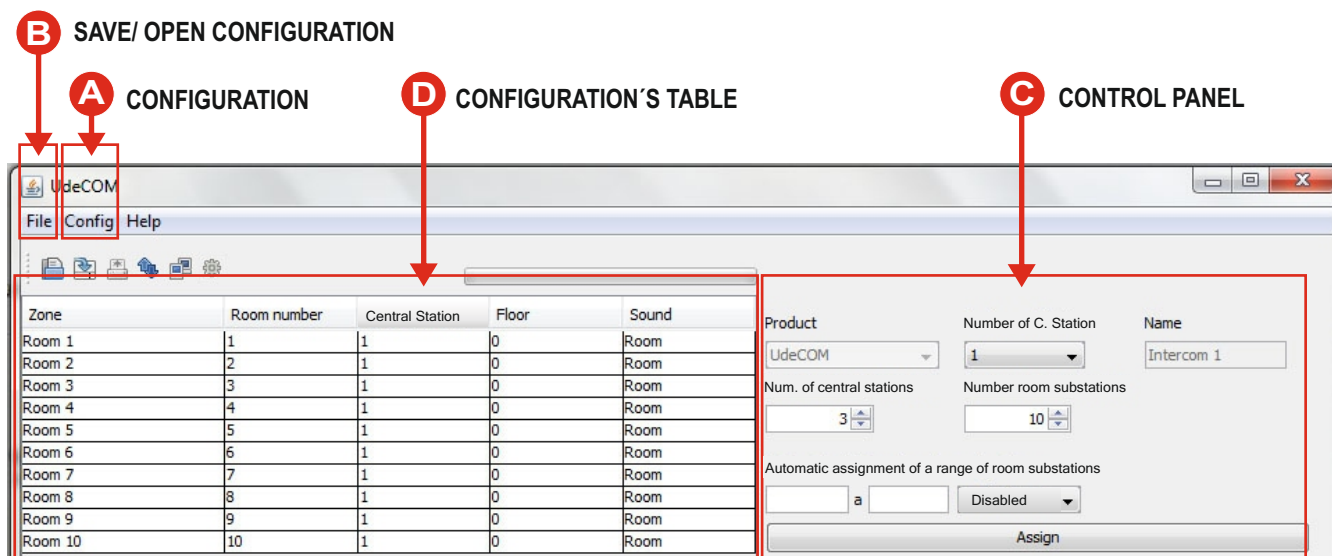 B SAVE/ OPEN CONFIGURATION
A CONFIGURATION
D CONFIGURATION´S TABLE
C CONTROL PANEL
UdeCOM
File Config Help
Zone Room number Central Station Floor Sound
Room 1 1 1 0 Room
Room 2 2 1 0 Room
Room 3 3 1 0 Room
Room 4 4 1 0 Room
Room 5 5 1 0 Room
Room 6 6 1 0 Room
Room 7 7 1 0 Room
Room 8 8 1 0 Room
Room 9 9 1 0 Room
Room 10 10 1 0 Room
Product Number of C. Station Name
UdeCOM 1 Intercom 1
Num. of central stations Number room substations
3 10
Automatic assignment of a range of room substations
a Disabled
Assign